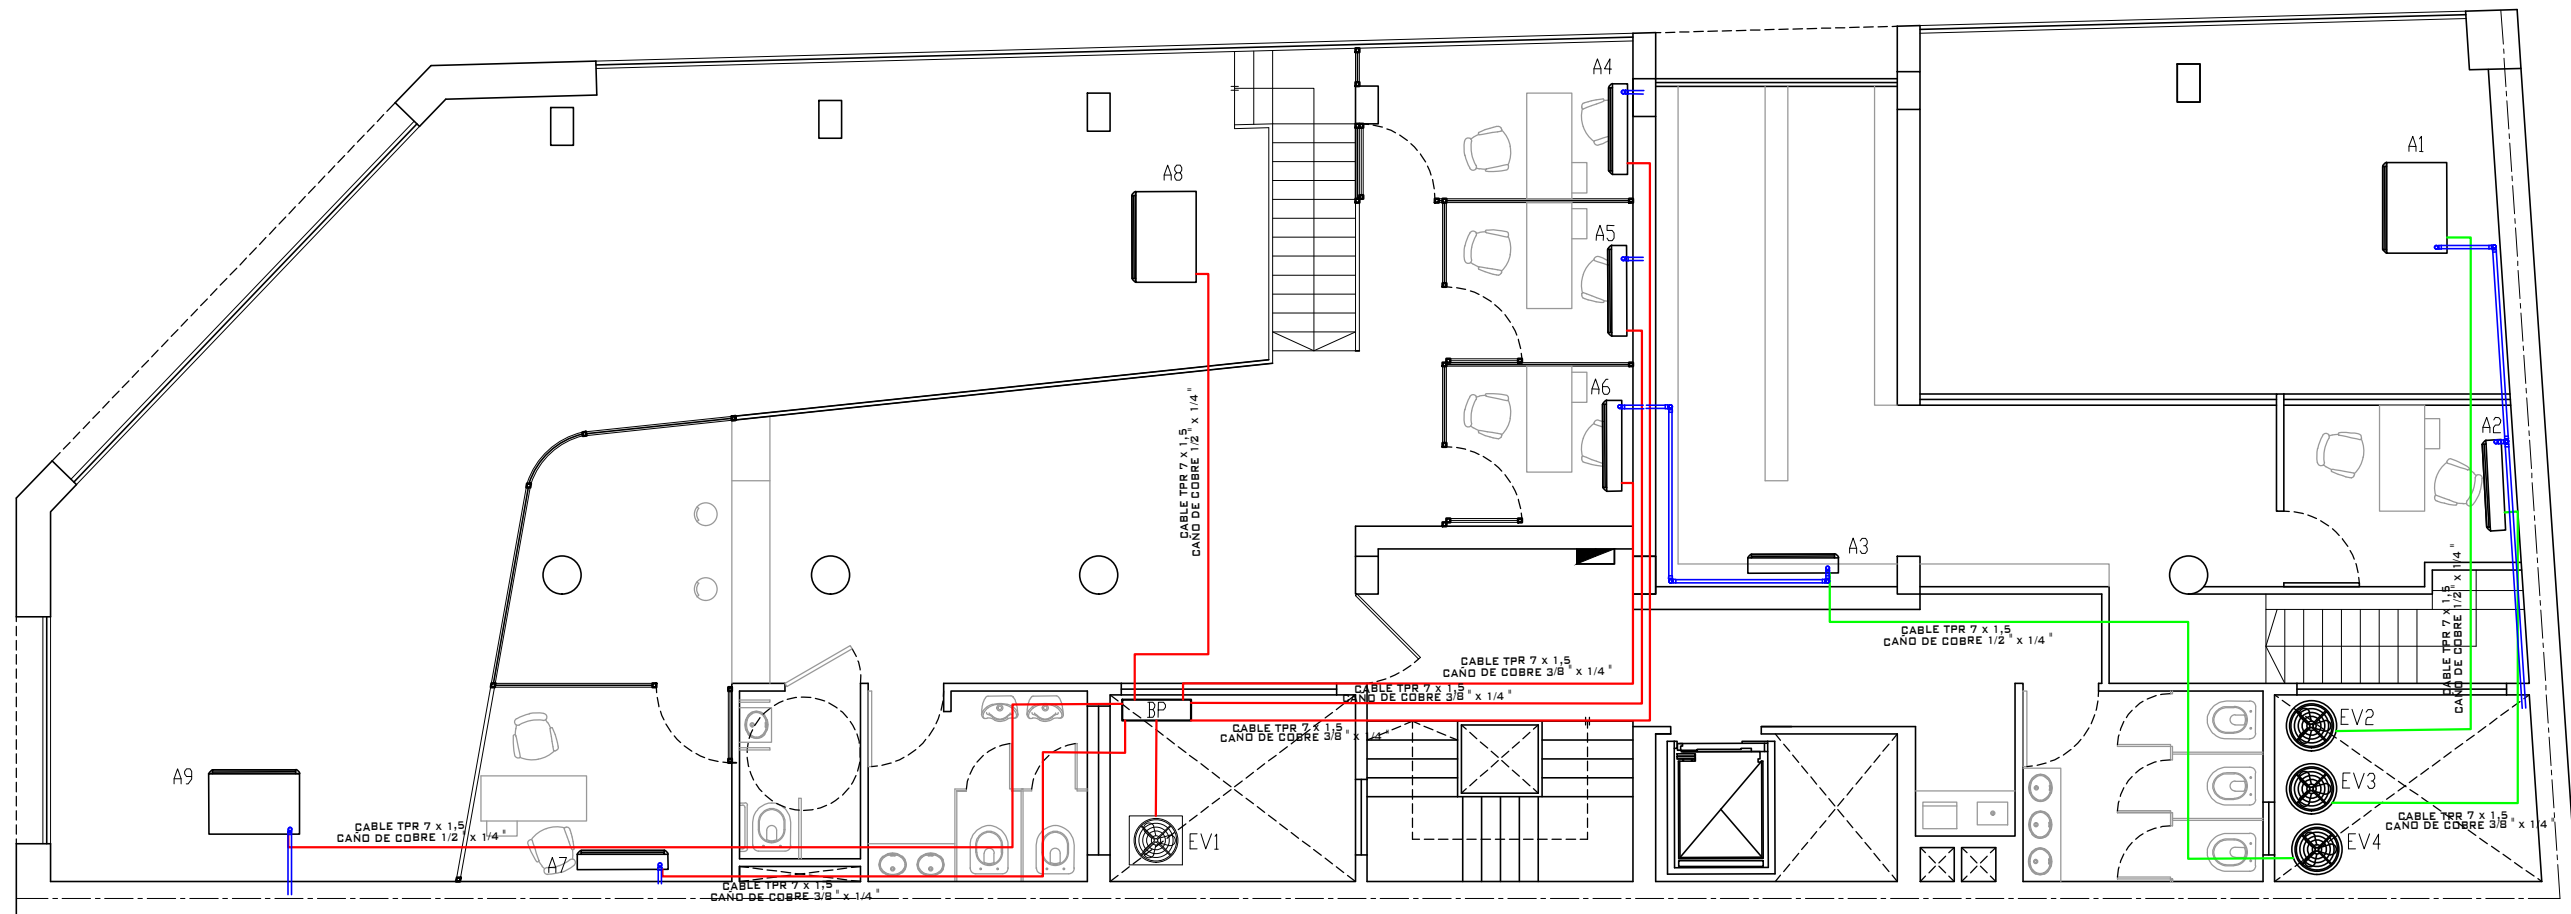 A4
A1
A8
A5
A6
A2
CABLE TPR 7 x 1,5
CAÑO DE COBRE 1/2 " x 1/4 "
A3
CABLE TPR 7 x 1,5
CAÑO DE COBRE 1/2 " x 1/4 "
CABLE TPR 7 x 1,5
CAÑO DE COBRE 1/2 " x 1/4 "
CABLE TPR 7 x 1,5
CAÑO DE COBRE 3/8 " x 1/4 "
CABLE TPR 7 x 1,5
CAÑO DE COBRE 3/8 " x 1/4 "
BP
CABLE TPR 7 x 1,5
CAÑO DE COBRE 3/8 " x 1/4 "
EV2
A9
EV3
CABLE TPR 7 x 1,5
CAÑO DE COBRE 3/8 " x 1/4 "
CABLE TPR 7 x 1,5
CAÑO DE COBRE 1/2 " x 1/4 "
EV1
EV4
A7
CABLE TPR 7 x 1,5
CAÑO DE COBRE 3/8 " x 1/4 "